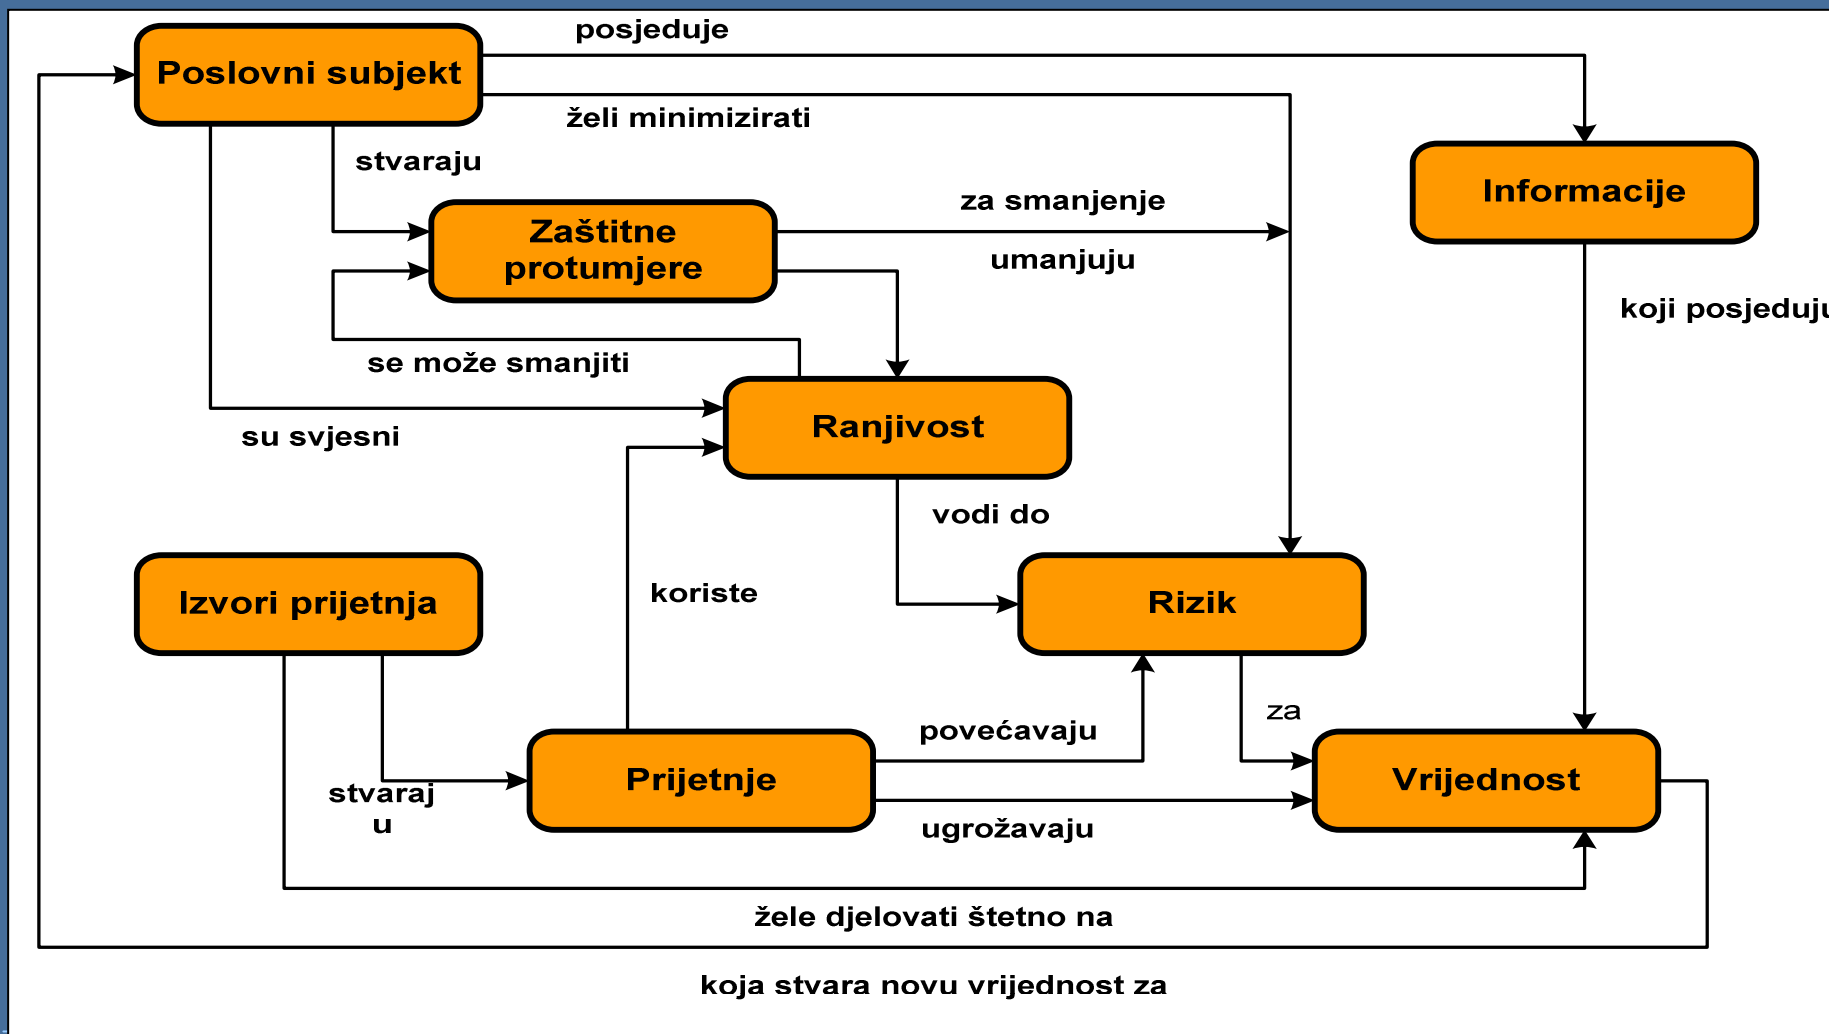 posjeduje
Poslovni subjekt
želi minimizirati
stvaraju
Informacije
za smanjenje
Zaštitne
protumjere
umanjuju
koji posjeduju
se može smanjiti
Ranjivost
su svjesni
vodi do
koriste
Izvori prijetnja
Rizik
za
povećavaju
Prijetnje
Vrijednost
stvaraj
u
ugrožavaju
žele djelovati štetno na
koja stvara novu vrijednost za